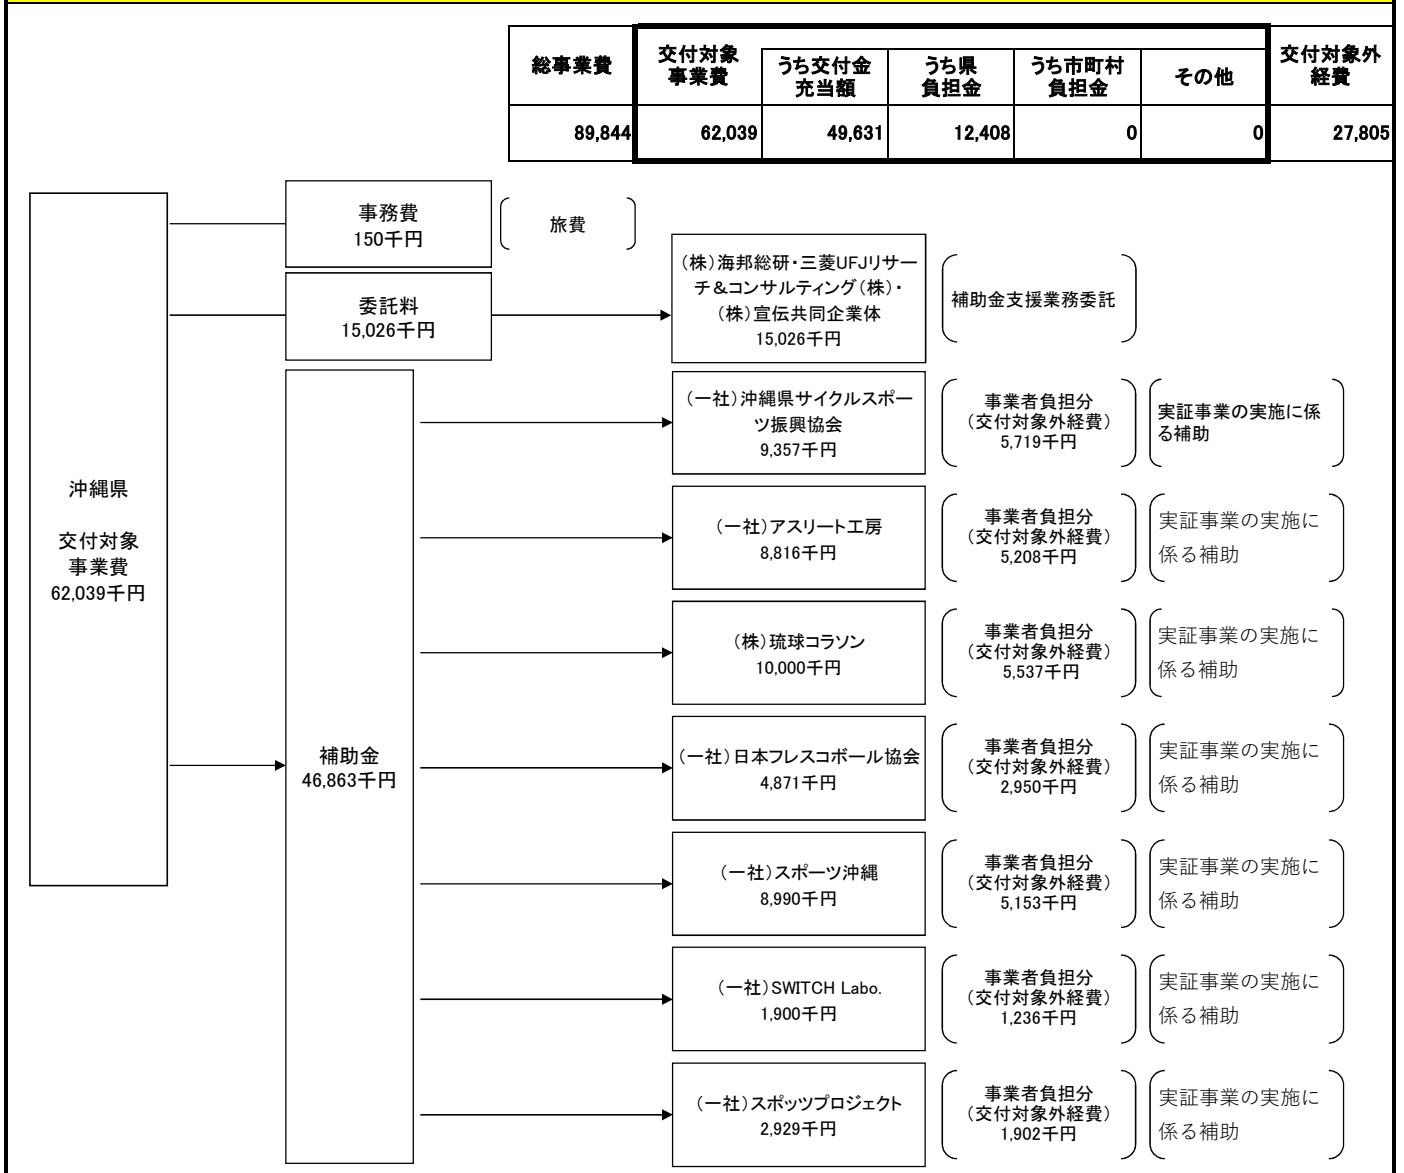 総事業費
交付対象
事業費
うち交付金
充当額
うち県
負担金
うち市町村
負担金
その他
交付対象外
経費
89,844
62,039
49,631
12,408
0
0
27,805
沖縄県
交付対象
事業費
62,039千円
事務費
150千円
旅費
委託料
15,026千円
(株)海邦総研・三菱UFJリサー
チ&コンサルティング(株)・
(株)宣伝共同企業体
15,026千円
補助金支援業務委託
補助金
46,863千円
(一社)沖縄県サイクルスポー
ツ振興協会
9,357千円
事業者負担分
(交付対象外経費)
5,719千円
実証事業の実施に係
る補助
(一社)アスリート工房
8,816千円
事業者負担分
(交付対象外経費)
5,208千円
実証事業の実施に
係る補助
(株)琉球コラソン
10,000千円
事業者負担分
(交付対象外経費)
5,537千円
実証事業の実施に
係る補助
(一社)日本フレスコボール協会
4,871千円
事業者負担分
(交付対象外経費)
2,950千円
実証事業の実施に
係る補助
(一社)スポーツ沖縄
8,990千円
事業者負担分
(交付対象外経費)
5,153千円
実証事業の実施に
係る補助
(一社)SWITCH Labo.
1,900千円
事業者負担分
(交付対象外経費)
1,236千円
実証事業の実施に
係る補助
(一社)スポッツプロジェクト
2,929千円
事業者負担分
(交付対象外経費)
1,902千円
実証事業の実施に
係る補助